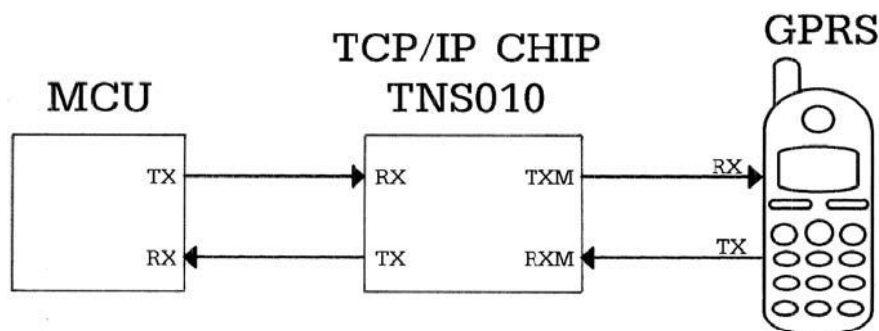 GPRS
TCP/IP CHIP
MCU
TNS010
TX
RX
TXM
RX
RX
TX
RXM
TX